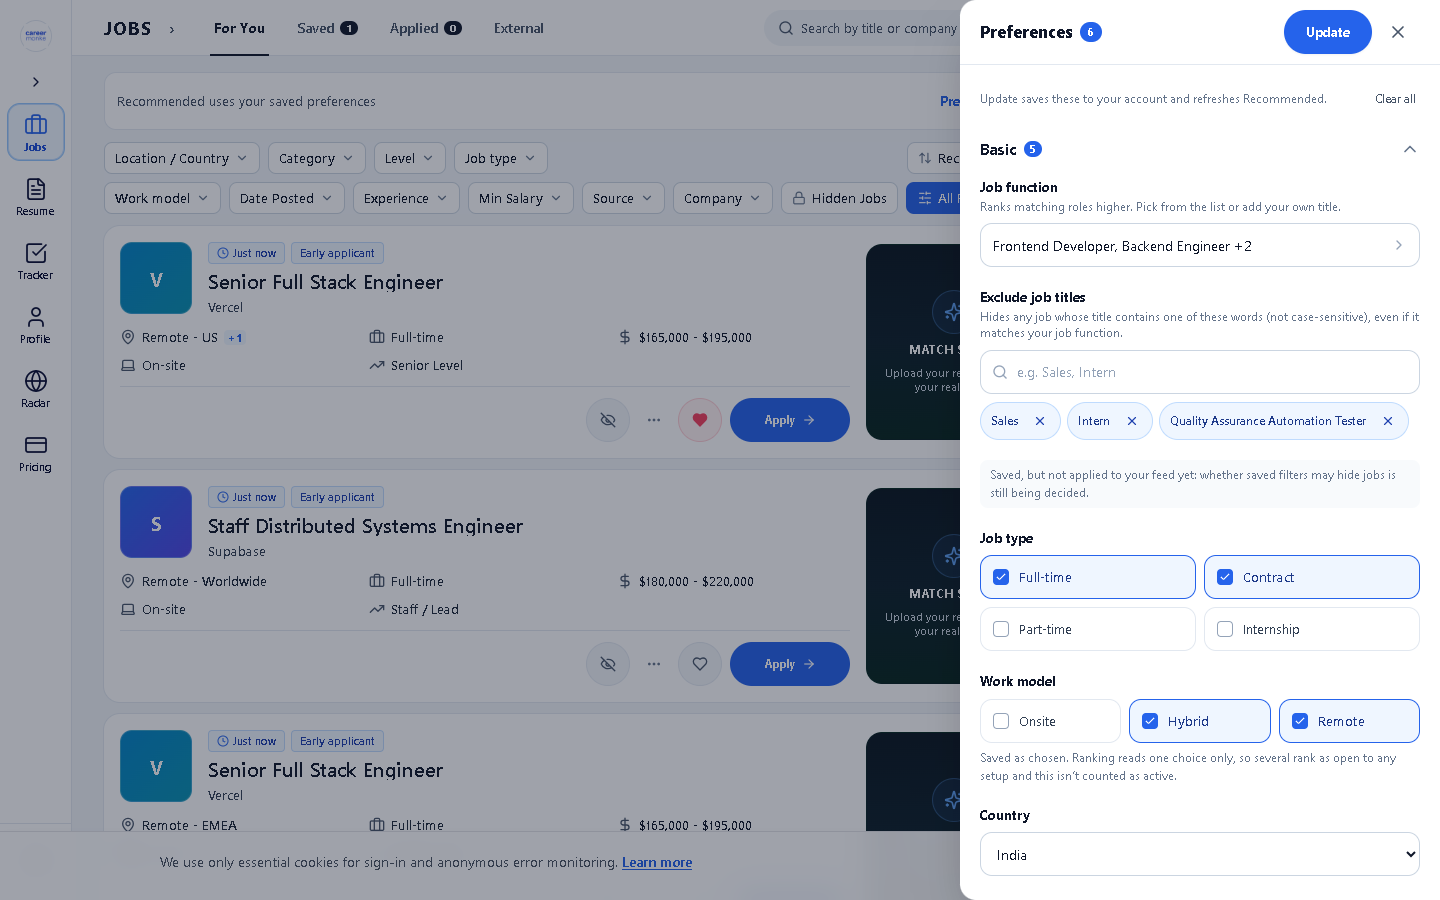 career
JOBS
For You
Saved 1
Applied 0
External
Search by title or company
Jobs
Resume
Tracker
Profile
Radar
Pricing
Recommended uses your saved preferences
Location / Country
Category
Level
Job type
Work model
Date Posted
Experience
Min Salary
Source
Company
Hidden Jobs
All
Just now
Early applicant
Senior Full Stack Engineer
V
Vercel
Remote - US +1
Full-time
$165,000 - $195,000
On-site
Senior Level
Apply
Upload your
your real
Just now
Early applicant
Staff Distributed Systems Engineer
S
Supabase
Remote - Worldwide
Full-time
$180,000 - $220,000
On-site
Staff / Lead
Apply
Upload your
your real
Just now
Early applicant
Senior Full Stack Engineer
V
Vercel
Remote - EMEA
Full-time
$165,000 - $195,000
We use only essential cookies for sign-in and anonymous error monitoring. Learn more
Preferences 6
Update
Update saves these to your account and refreshes Recommended.
Clear all
Basic 5
Job function
Ranks matching roles higher. Pick from the list or add your own title.
Frontend Developer, Backend Engineer +2
Exclude job titles
Hides any job whose title contains one of these words (not case-sensitive), even if it
matches your job function.
e.g. Sales, Intern
Sales
Intern
Quality Assurance Automation Tester
Saved, but not applied to your feed yet: whether saved filters may hide jobs is
still being decided.
Job type
Full-time
Contract
Part-time
Internship
Work model
Onsite
Hybrid
Remote
Saved as chosen. Ranking reads one choice only, so several rank as open to any
setup and this isn't counted as active.
Country
India